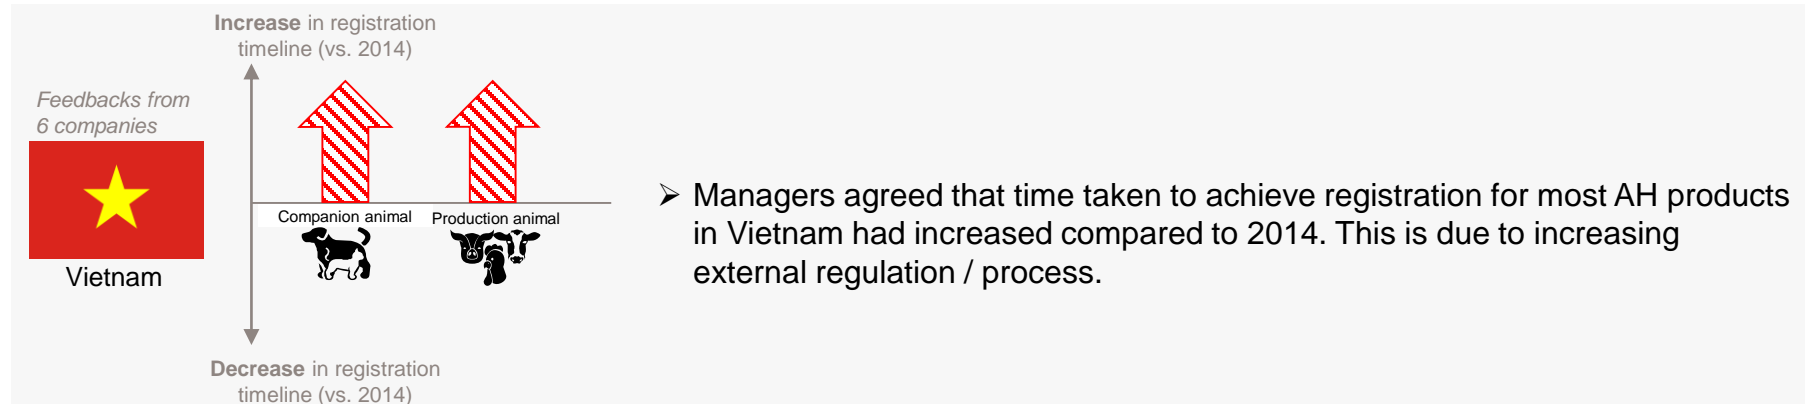 Increase in registration
timeline (vs. 2014)
Feedbacks from
6 companies
Vietnam
Companion animal
Production animal
Decrease in registration
timeline (vs. 2014)
➢ Managers agreed that time taken to achieve registration for most AH products
in Vietnam had increased compared to 2014. This is due to increasing
external regulation / process.